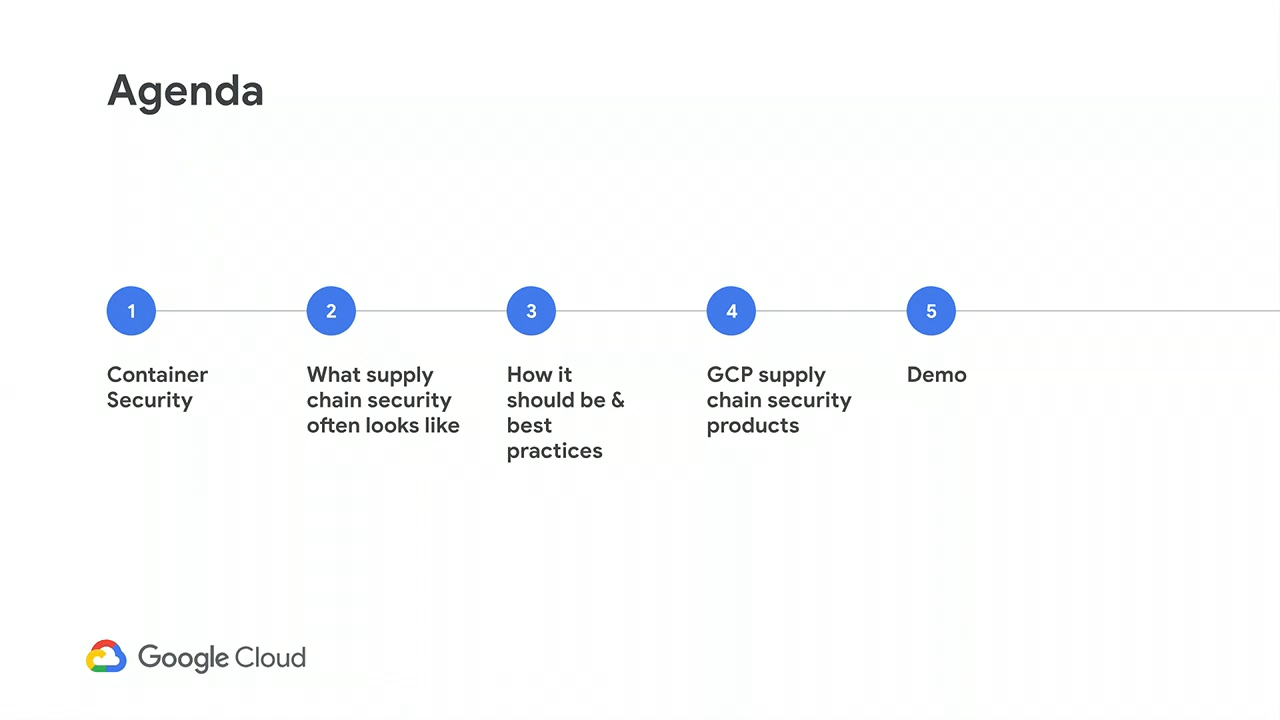 Agenda
1
2
3
4
5
Container
Security
What supply
chain security
often looks like
How it
should be &
best
practices
GCP supply
chain security
products
Demo
Google Cloud